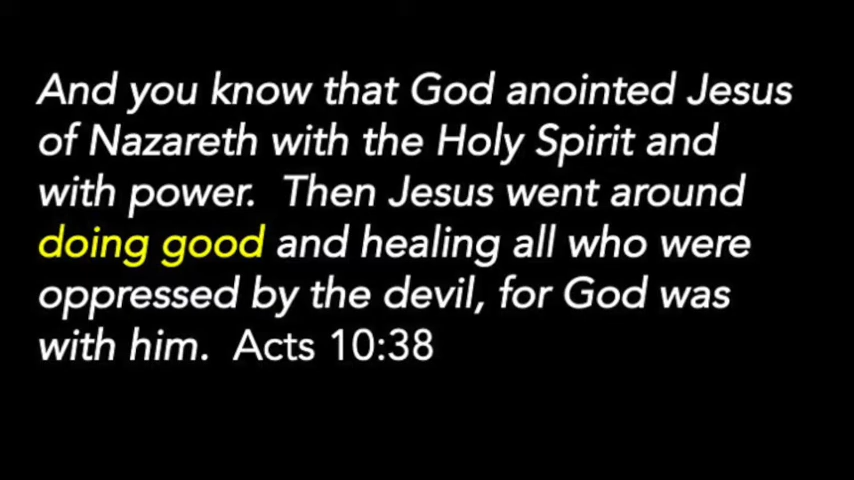 And you know that God anointed Jesus
of Nazareth with the Holy Spirit and
with power.  Then Jesus went around
doing good and healing all who were
oppressed by the devil, for God was
with him.  Acts 10:38